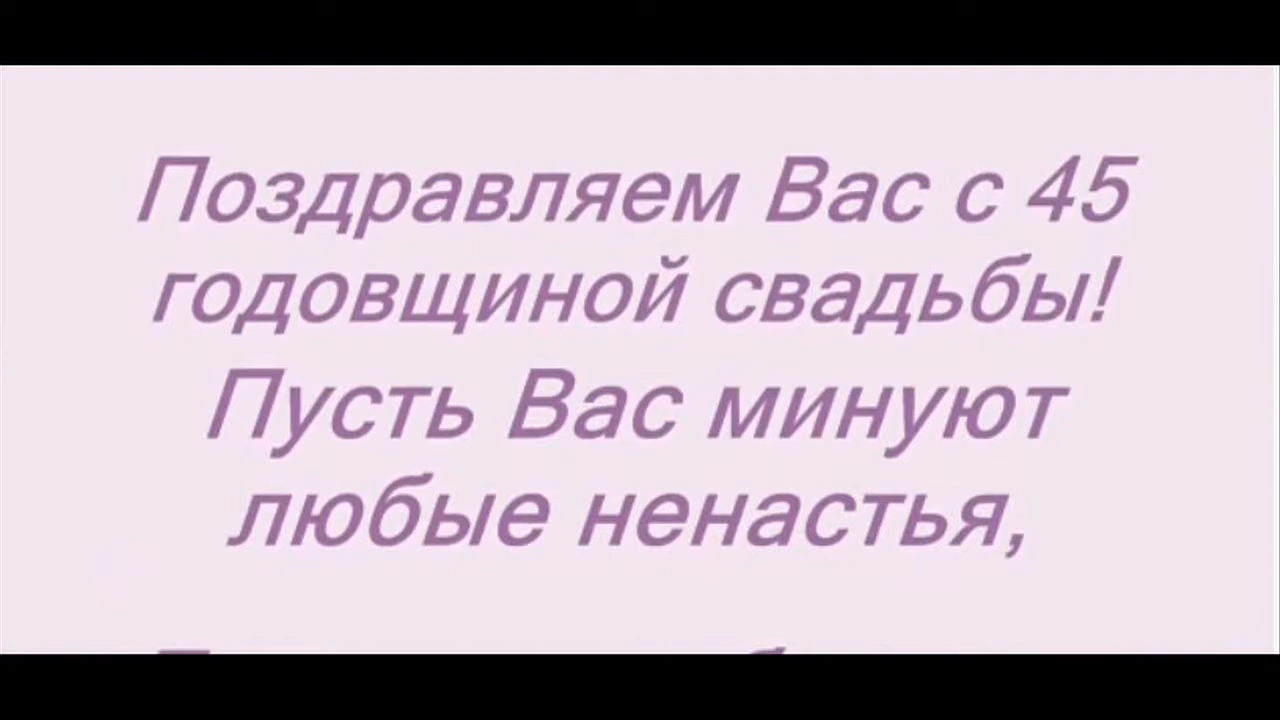 Поздравляем Вас с 45
годовщиной свадьбы!
Пусть Вас минуют
любые ненастья,